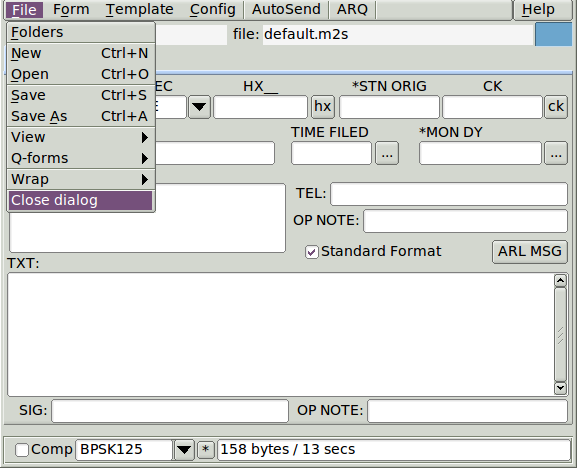 File Form Template Config AutoSend ARQ Help
Folders file: default.m2s
New Ctrl+N
Open Ctrl+O
EC HX__ *STN ORIG CK
Save Ctrl+S
E hx ck
Save As Ctrl+A
View TIME FILED *MON DY
Q-forms ... ...
Wrap
Close dialog TEL:
OP NOTE:
Standard Format ARL MSG
TXT:
SIG: OP NOTE:
Comp BPSK125 * 158 bytes / 13 secs